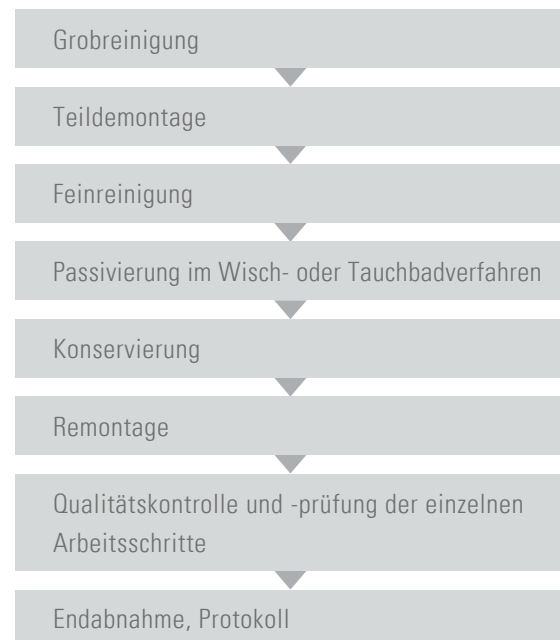 Grobreinigung
Teildemontage
Feinreinigung
Passivierung im Wisch- oder Tauchbadverfahren
Konservierung
Remontage
Qualitätskontrolle und -prüfung der einzelnen
Arbeitsschritte
Endabnahme, Protokoll